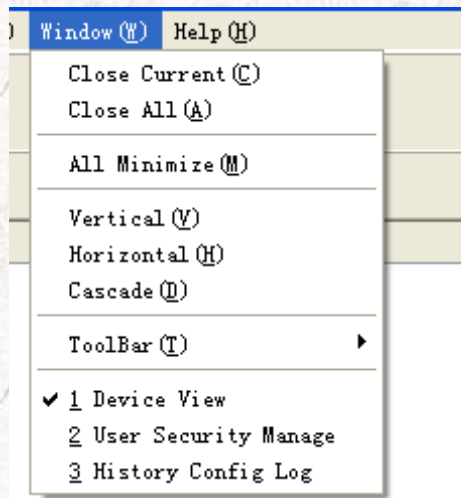 ) Window(W) Help(H)
Close Current(C)
Close All(A)
All Minimize(M)
Vertical(V)
Horizontal(H)
Cascade(D)
ToolBar(T)
1 Device View
2 User Security Manage
3 History Config Log